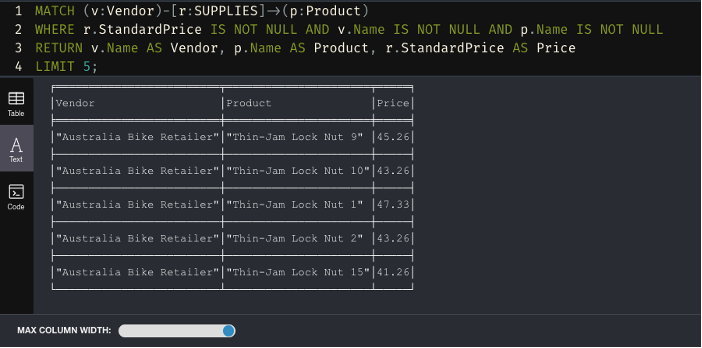 1 MATCH (v:Vendor)-[r:SUPPLIES]→(p:Product)
2 WHERE r.StandardPrice IS NOT NULL AND v.Name IS NOT NULL AND p.Name IS NOT NULL
3 RETURN v.Name AS Vendor, p.Name AS Product, r.StandardPrice AS Price
4 LIMIT 5;
Table
A
Text
Code
│Vendor │Product │Price│
│"Australia Bike Retailer"│"Thin-Jam Lock Nut 9" │45.26│
│"Australia Bike Retailer"│"Thin-Jam Lock Nut 10"│43.26│
│"Australia Bike Retailer"│"Thin-Jam Lock Nut 1" │47.33│
│"Australia Bike Retailer"│"Thin-Jam Lock Nut 2" │43.26│
│"Australia Bike Retailer"│"Thin-Jam Lock Nut 15"│41.26│
MAX COLUMN WIDTH: